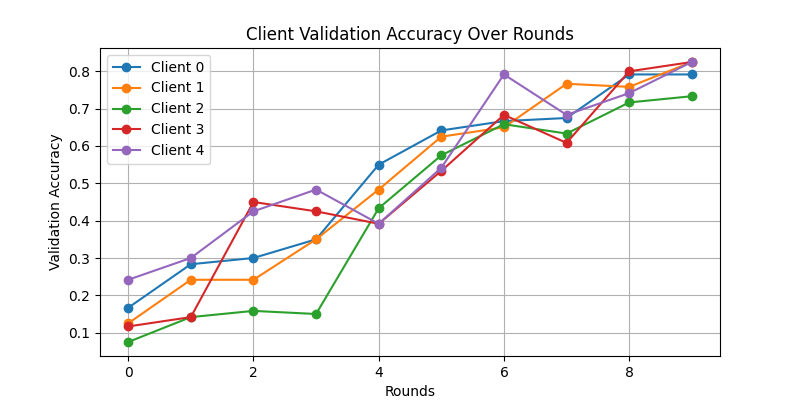 Client Validation Accuracy Over Rounds
Client 0
Client 1
Client 2
Client 3
Client 4
Validation Accuracy
0.8
0.7
0.6
0.5
0.4
0.3
0.2
0.1
0 2 4 6 8
Rounds